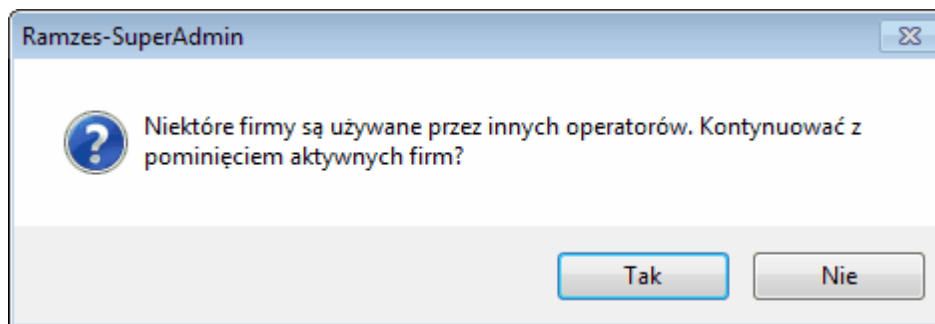 Ramzes-SuperAdmin
Niektóre firmy są używane przez innych operatorów. Kontynuować z
pominięciem aktywnych firm?
Tak
Nie